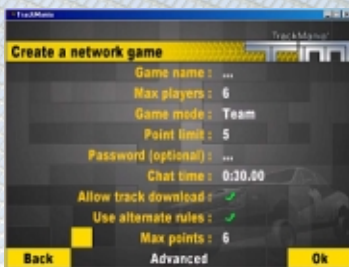 TrackMania
TrackMania
Create a network game
Game name : ...
Max players : 6
Game mode : Team
Point limit : 5
Password (optional) : ...
Chat time : 0:30.00
Allow track download :
Use alternate rules :
Max points : 6
Back Advanced Ok